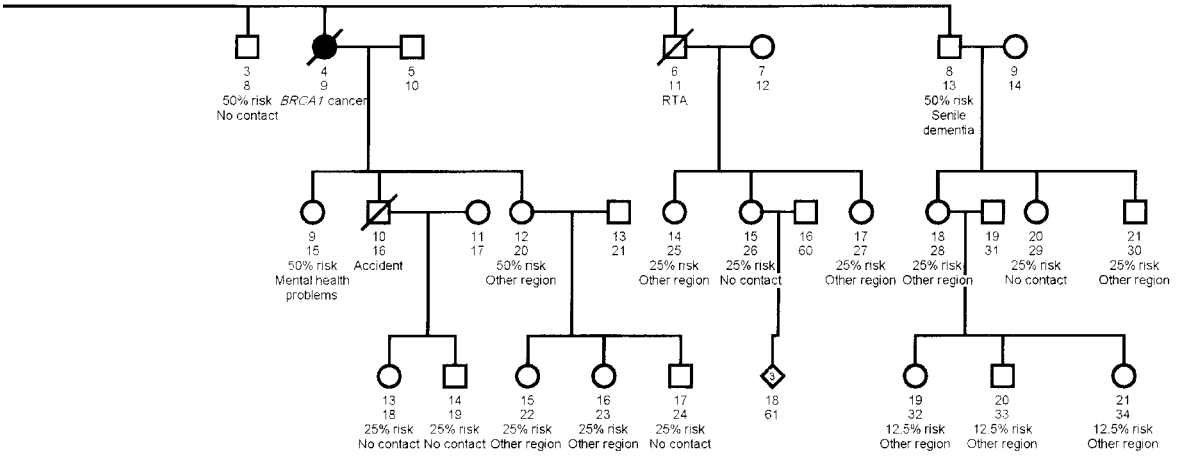 3 4 5 6 7 8 9
8 9 10 11 12 13 14
50% risk BRCA1 cancer RTA 50% risk
No contact Senile
dementia
9 10 11 12 13 14 15 16 17 18 19 20 21
15 16 17 20 21 25 26 60 27 28 31 29 30
50% risk Accident 50% risk 25% risk 25% risk 25% risk 25% risk 25% risk 25% risk
Mental health Other region Other region No contact Other region Other region No contact Other region
problems
3
13 14 15 16 17 18 19 20 21
18 19 22 23 24 61 32 33 34
25% risk 25% risk 25% risk 25% risk 25% risk 12.5% risk 12.5% risk 12.5% risk
No contact No contact Other region Other region No contact Other region Other region Other region